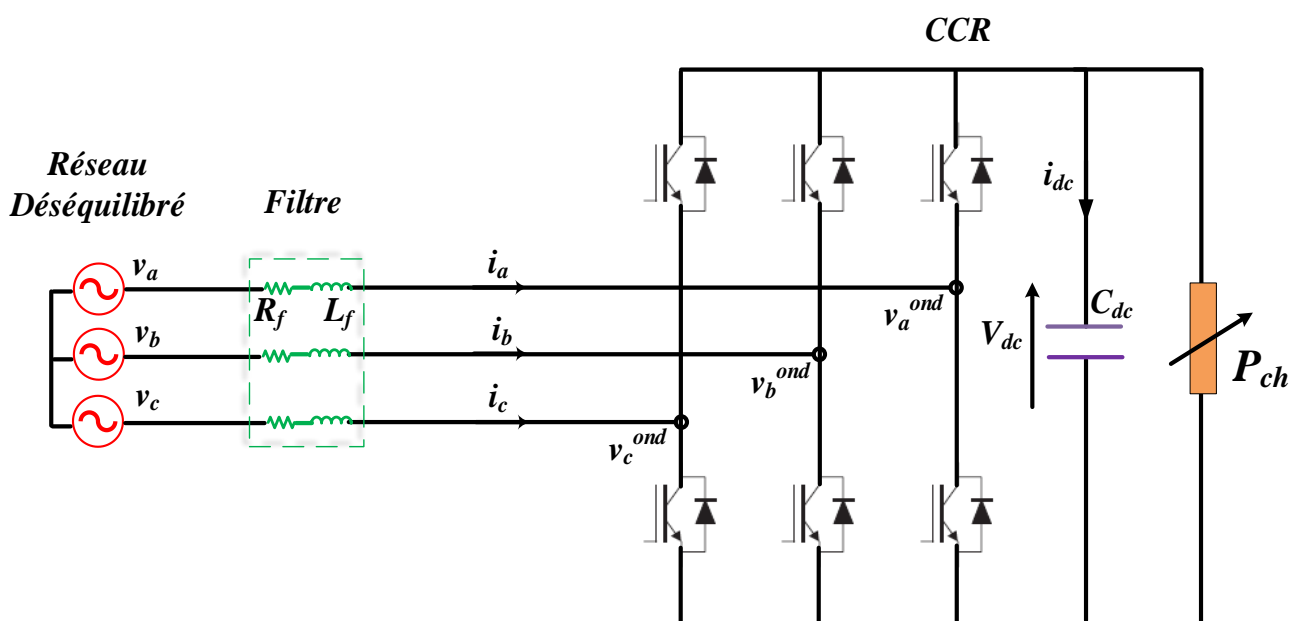 CCR
Réseau
Déséquilibré
Filtre
v_a
R_f
L_f
i_a
v_a^ond
v_b
i_b
v_b^ond
v_c
i_c
v_c^ond
i_dc
V_dc
C_dc
P_ch